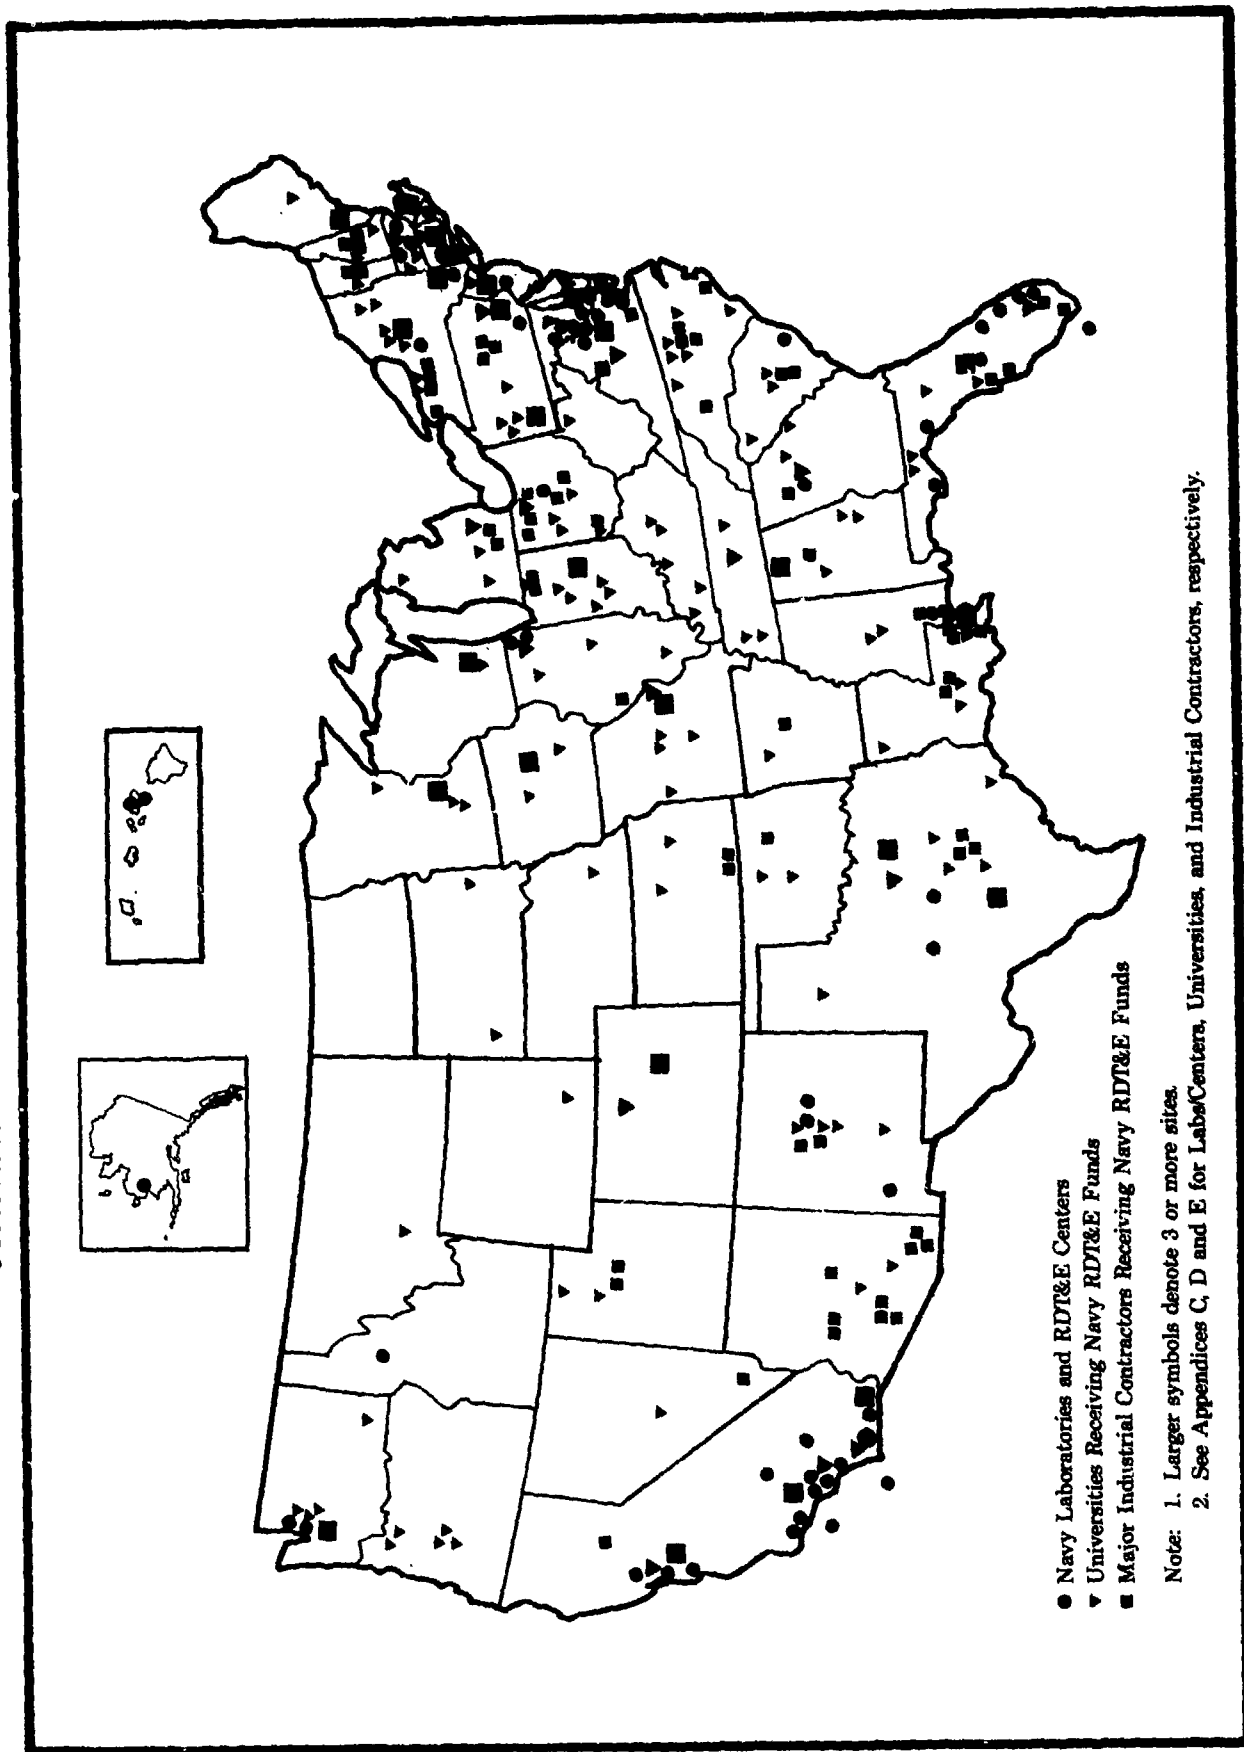 ● Navy Laboratories and RDT&E Centers
▼ Universities Receiving Navy RDT&E Funds
■ Major Industrial Contractors Receiving Navy RDT&E Funds
Note: 1. Larger symbols denote 3 or more sites.
2. See Appendices C, D and E for Labs/Centers, Universities, and Industrial Contractors, respectively.